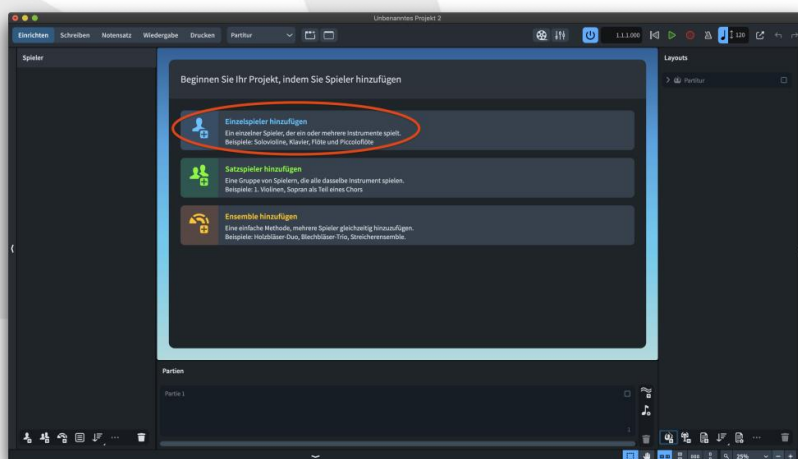 Unbenanntes Projekt 2
Einrichten Schreiben Notensatz Wiedergabe Drucken Partitur 1.1.1.000 120
Spieler
Layouts
Beginnen Sie Ihr Projekt, indem Sie Spieler hinzufügen
Partitur
Einzelspieler hinzufügen
Ein einzelner Spieler, der ein oder mehrere Instrumente spielt.
Beispiele: Solovioline, Klavier, Flöte und Piccoloflöte
Satzspieler hinzufügen
Eine Gruppe von Spielern, die alle dasselbe Instrument spielen.
Beispiele: 1. Violinen, Sopran als Teil eines Chors
Ensemble hinzufügen
Eine einfache Methode, mehrere Spieler gleichzeitig hinzuzufügen.
Beispiele: Holzbläser-Duo, Blechbläser-Trio, Streicherensemble.
Partien
Partie 1
1
25%